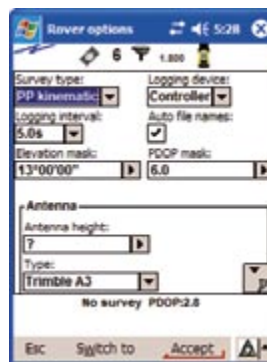 Rover options 5:28
6 1.800
Survey type: Logging device:
PP kinematic Controller
Logging interval: Auto file names:
5.0s
Elevation mask: PDOP mask:
13°00'00" 6.0
Antenna
Antenna height:
?
Type:
Trimble A3
No survey PDOP:2.8
Esc Switch to Accept